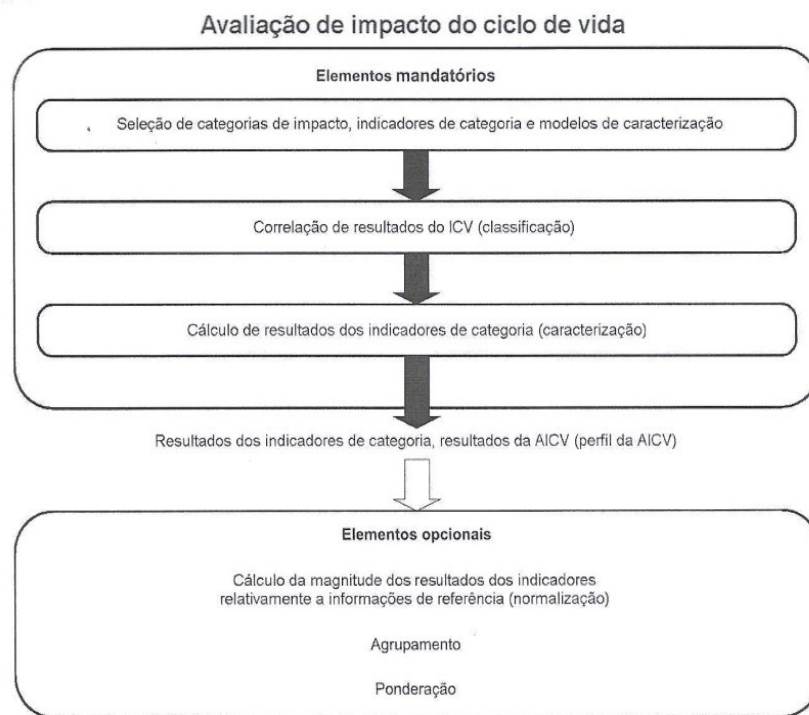 Avaliação de impacto do ciclo de vida
Elementos mandatórios
Seleção de categorias de impacto, indicadores de categoria e modelos de caracterização
Correlação de resultados do ICV (classificação)
Cálculo de resultados dos indicadores de categoria (caracterização)
Resultados dos indicadores de categoria, resultados da AICV (perfil da AICV)
Elementos opcionais
Cálculo da magnitude dos resultados dos indicadores
relativamente a informações de referência (normalização)
Agrupamento
Ponderação